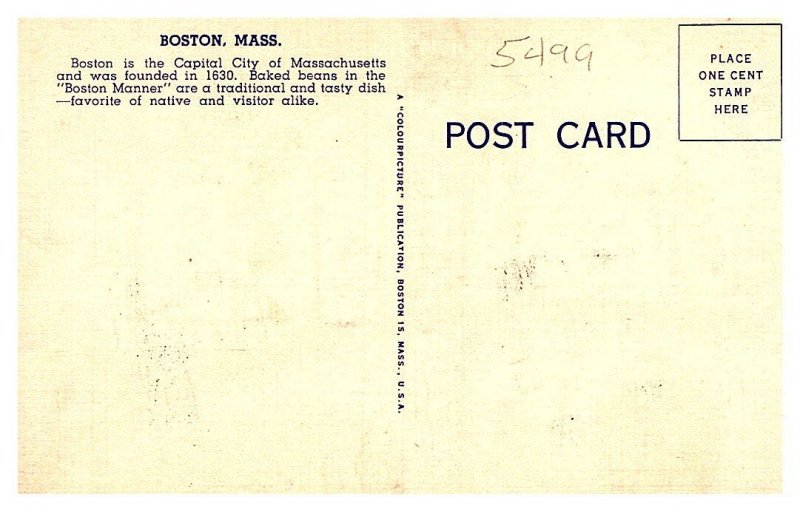 BOSTON, MASS.
Boston is the Capital City of Massachusetts
and was founded in 1630. Baked beans in the
"Boston Manner" are a traditional and tasty dish
—favorite of native and visitor alike.
A "COLOURPICTURE" PUBLICATION, BOSTON 15, MASS., U.S.A.
5499
POST CARD
PLACE
ONE CENT
STAMP
HERE